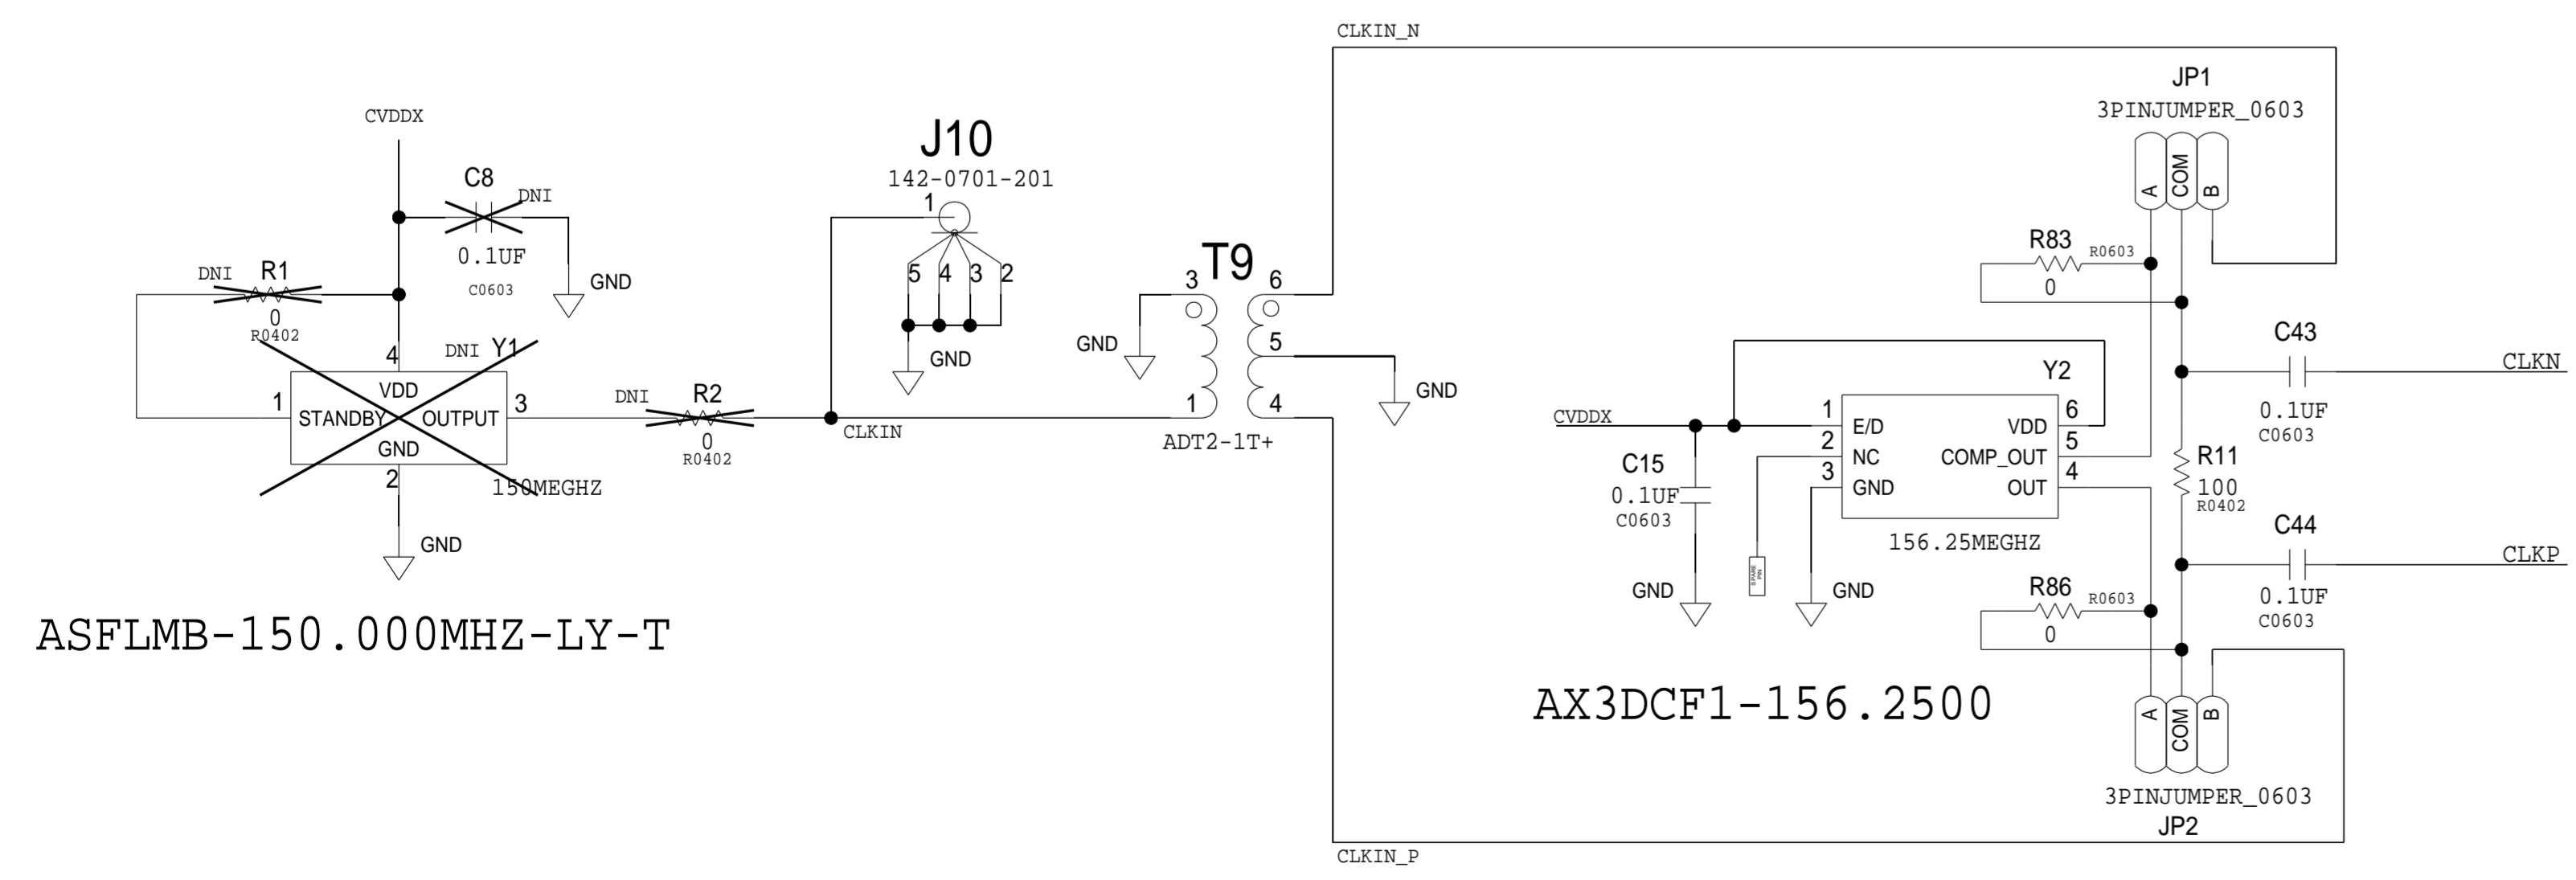 CLKIN_N
JP1
3PINJUMPER_0603
A
COM
B
CVDDX
C8
DNI
0.1UF
C0603
GND
DNI
R1
0
R0402
DNI
Y1
4
VDD
1
STANDBY
OUTPUT
3
GND
2
150MEGHZ
GND
ASFLMB-150.000MHZ-LY-T
DNI
R2
0
R0402
CLKIN
J10
142-0701-201
1
5
4
3
2
GND
T9
3
6
5
1
4
GND
GND
ADT2-1T+
R83
R0603
0
C43
0.1UF
C0603
CLKN
Y2
CVDDX
1
E/D
VDD
6
2
NC
COMP_OUT
5
3
GND
OUT
4
156.25MEGHZ
C15
0.1UF
C0603
GND
SPARE
PIN
GND
R11
100
R0402
C44
0.1UF
C0603
CLKP
R86
R0603
0
AX3DCF1-156.2500
A
COM
B
3PINJUMPER_0603
JP2
CLKIN_P